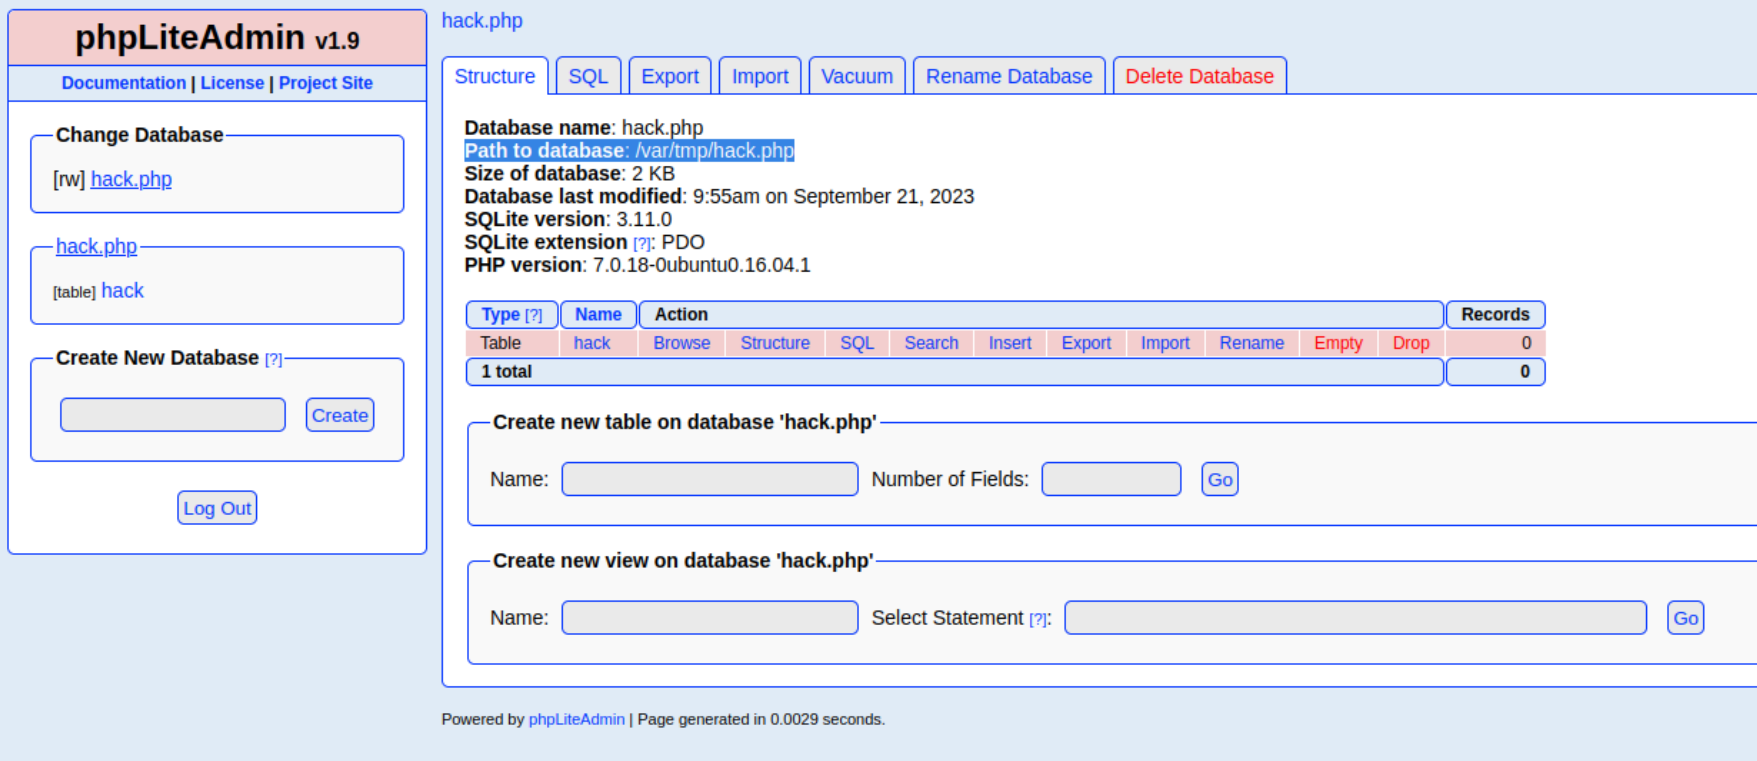 phpLiteAdmin v1.9
Documentation | License | Project Site
Change Database
[rw] hack.php
hack.php
[table] hack
Create New Database [?]
Create
Log Out
hack.php
Structure SQL Export Import Vacuum Rename Database Delete Database
Database name: hack.php
Path to database: /var/tmp/hack.php
Size of database: 2 KB
Database last modified: 9:55am on September 21, 2023
SQLite version: 3.11.0
SQLite extension [?]: PDO
PHP version: 7.0.18-0ubuntu0.16.04.1
Type [?] Name Action Records
Table hack Browse Structure SQL Search Insert Export Import Rename Empty Drop 0
1 total 0
Create new table on database 'hack.php'
Name: Number of Fields: Go
Create new view on database 'hack.php'
Name: Select Statement [?]: Go
Powered by phpLiteAdmin | Page generated in 0.0029 seconds.